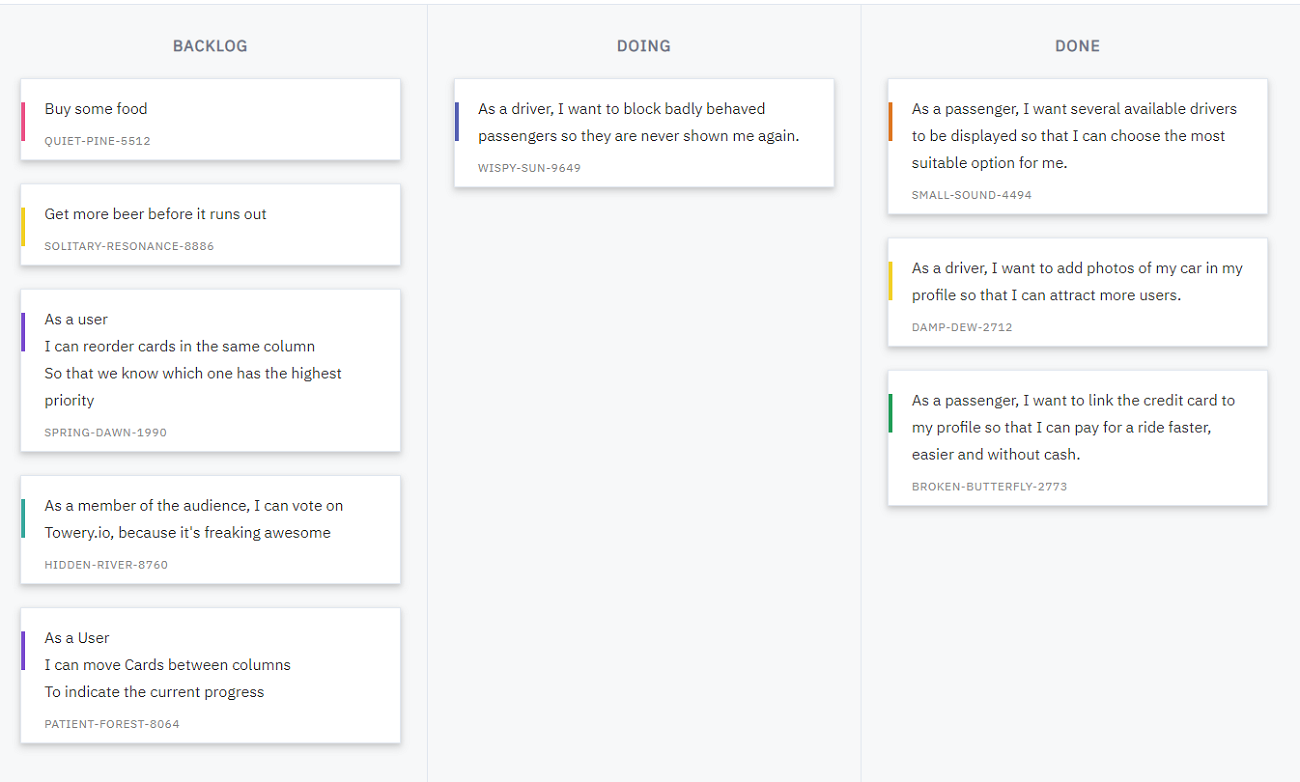 BACKLOG
Buy some food
QUIET-PINE-5512
Get more beer before it runs out
SOLITARY-RESONANCE-8886
As a user
I can reorder cards in the same column
So that we know which one has the highest
priority
SPRING-DAWN-1990
As a member of the audience, I can vote on
Towery.io, because it's freaking awesome
HIDDEN-RIVER-8760
As a User
I can move Cards between columns
To indicate the current progress
PATIENT-FOREST-8064
DOING
As a driver, I want to block badly behaved
passengers so they are never shown me again.
WISPY-SUN-9649
DONE
As a passenger, I want several available drivers
to be displayed so that I can choose the most
suitable option for me.
SMALL-SOUND-4494
As a driver, I want to add photos of my car in my
profile so that I can attract more users.
DAMP-DEW-2712
As a passenger, I want to link the credit card to
my profile so that I can pay for a ride faster,
easier and without cash.
BROKEN-BUTTERFLY-2773